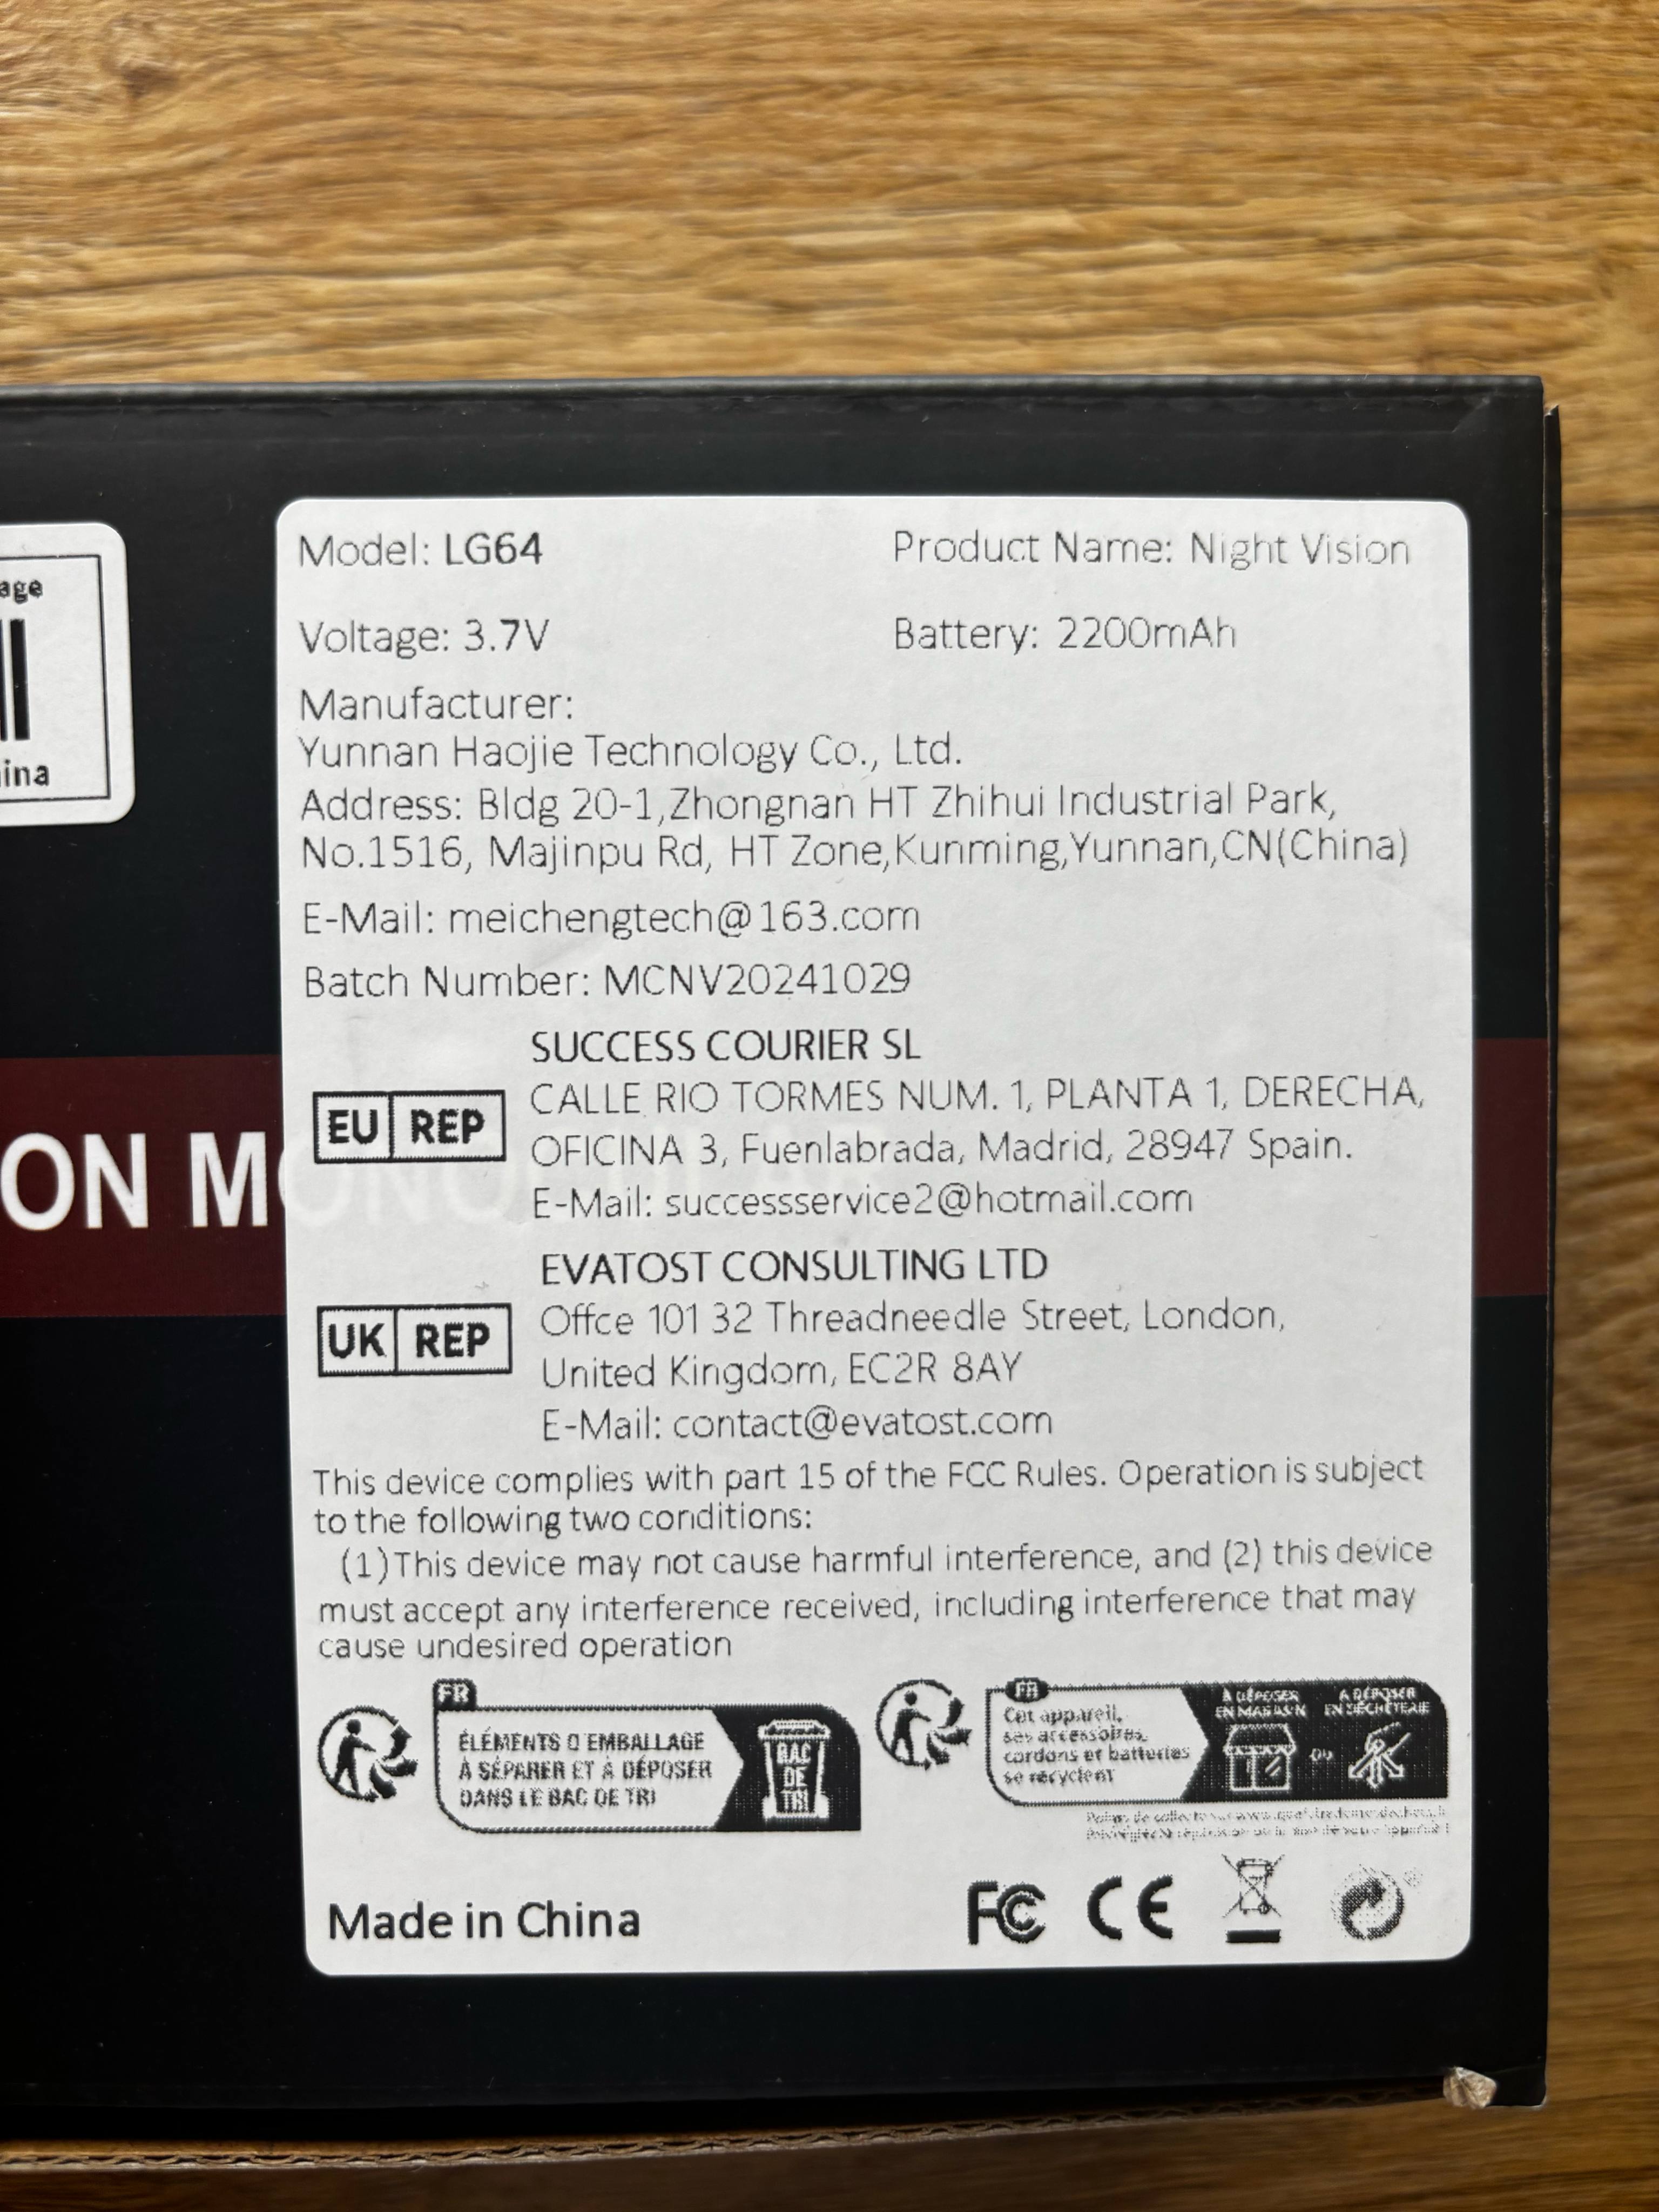 age
ina
ON MONO
Model: LG64
Product Name: Night Vision
Voltage: 3.7V
Battery: 2200mAh
Manufacturer:
Yunnan Haojie Technology Co., Ltd.
Address: Bldg 20-1,Zhongnan HT Zhihui Industrial Park,
No.1516, Majinpu Rd, HT Zone,Kunming,Yunnan,CN(China)
E-Mail: meichengtech@163.com
Batch Number: MCNV20241029
EU REP
SUCCESS COURIER SL
CALLE RIO TORMES NUM. 1, PLANTA 1, DERECHA,
OFICINA 3, Fuenlabrada, Madrid, 28947 Spain.
E-Mail: successservice2@hotmail.com
UK REP
EVATOST CONSULTING LTD
Offce 101 32 Threadneedle Street, London,
United Kingdom, EC2R 8AY
E-Mail: contact@evatost.com
This device complies with part 15 of the FCC Rules. Operation is subject
to the following two conditions:
(1)This device may not cause harmful interference, and (2) this device
must accept any interference received, including interference that may
cause undesired operation
FR
ÉLÉMENTS D'EMBALLAGE
À SÉPARER ET À DÉPOSER
DANS LE BAC DE TRI
BAC
DE
TRI
FR
Cet appareil,
ses accessoires,
cordons et batteries
se recyclent
À DÉPOSER
EN MAGASIN
OU
À DÉPOSER
EN DÉCHÈTERIE
Made in China
FC CE